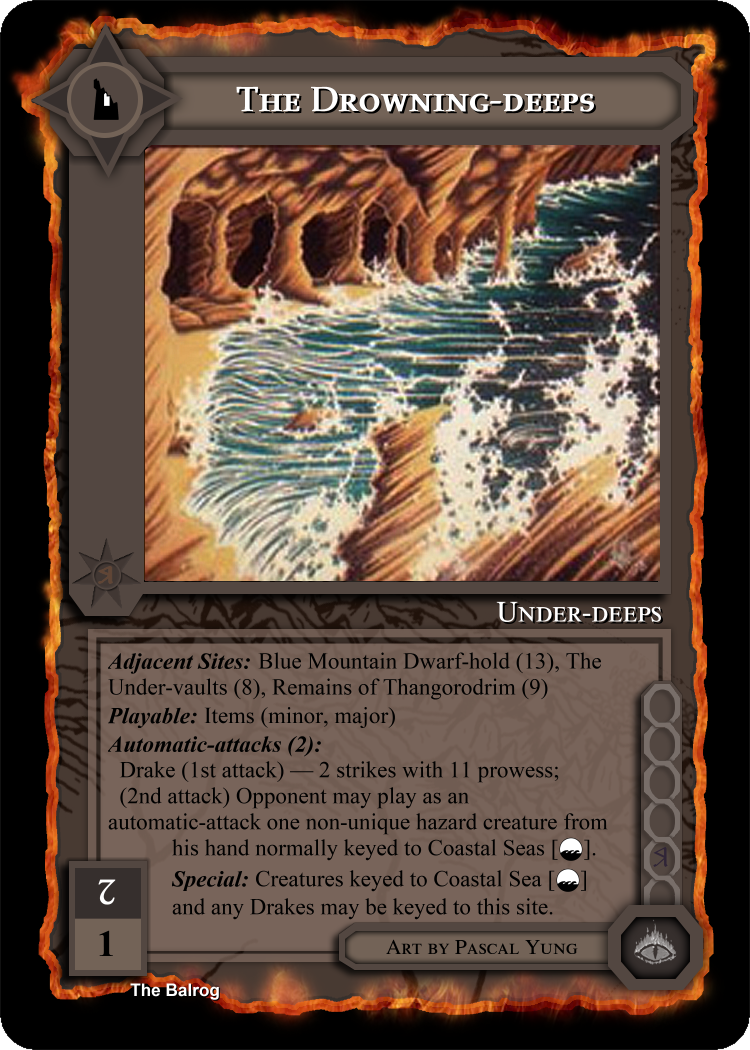 The Drowning-deeps
Under-deeps
Adjacent Sites: Blue Mountain Dwarf-hold (13), The
Under-vaults (8), Remains of Thangorodrim (9)
Playable: Items (minor, major)
Automatic-attacks (2):
Drake (1st attack) — 2 strikes with 11 prowess;
(2nd attack) Opponent may play as an
automatic-attack one non-unique hazard creature from
his hand normally keyed to Coastal Seas [].
Special: Creatures keyed to Coastal Sea []
and any Drakes may be keyed to this site.
1
Art by Pascal Yung
The Balrog